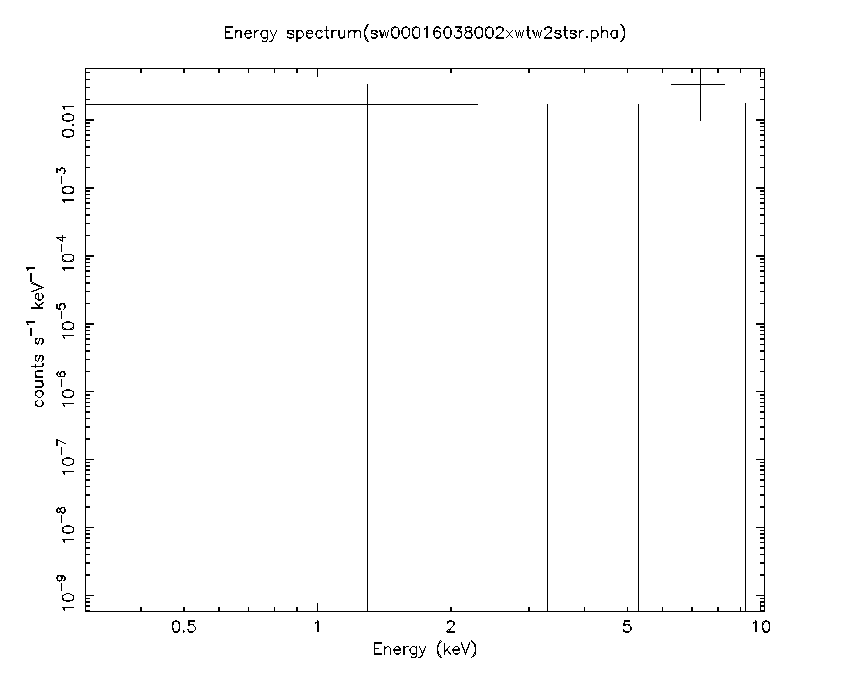 Energy spectrum(sw00016038002xwtw2stsr.pha)
counts s⁻¹ keV⁻¹
0.01
10⁻³
10⁻⁴
10⁻⁵
10⁻⁶
10⁻⁷
10⁻⁸
10⁻⁹
0.5 1 2 5 10
Energy (keV)